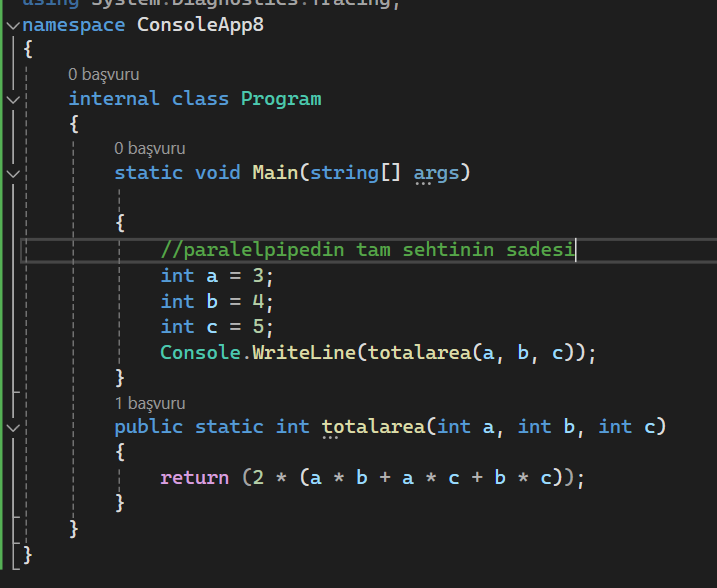 using System.Diagnostics.Tracing;
namespace ConsoleApp8
{
0 başvuru
internal class Program
{
0 başvuru
static void Main(string[] args)
{
//paralelpipedin tam sehtinin sadesi
int a = 3;
int b = 4;
int c = 5;
Console.WriteLine(totalarea(a, b, c));
}
1 başvuru
public static int totalarea(int a, int b, int c)
{
return (2 * (a * b + a * c + b * c));
}
}
}